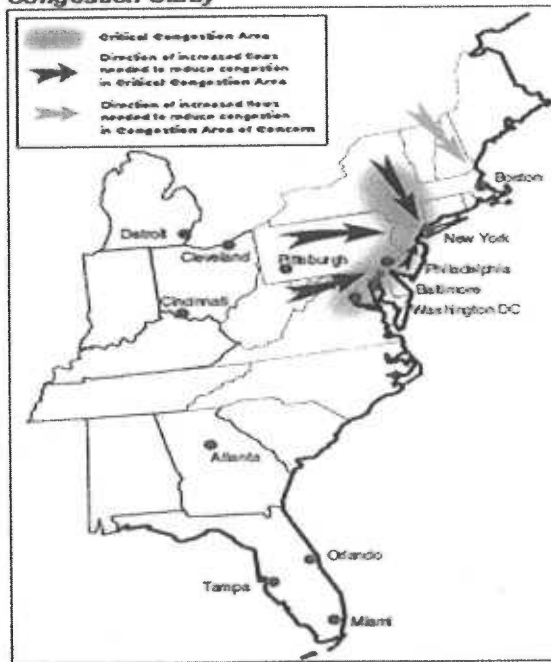 Congestion Study
Critical Congestion Area
Direction of increased flows
needed to reduce congestion
in Critical Congestion Area
Direction of increased flows
needed to reduce congestion
in Congestion Area of Concern
Boston
Detroit
New York
Cleveland
Pittsburgh
Philadelphia
Baltimore
Cincinnati
Washington DC
Atlanta
Orlando
Tampa
Miami